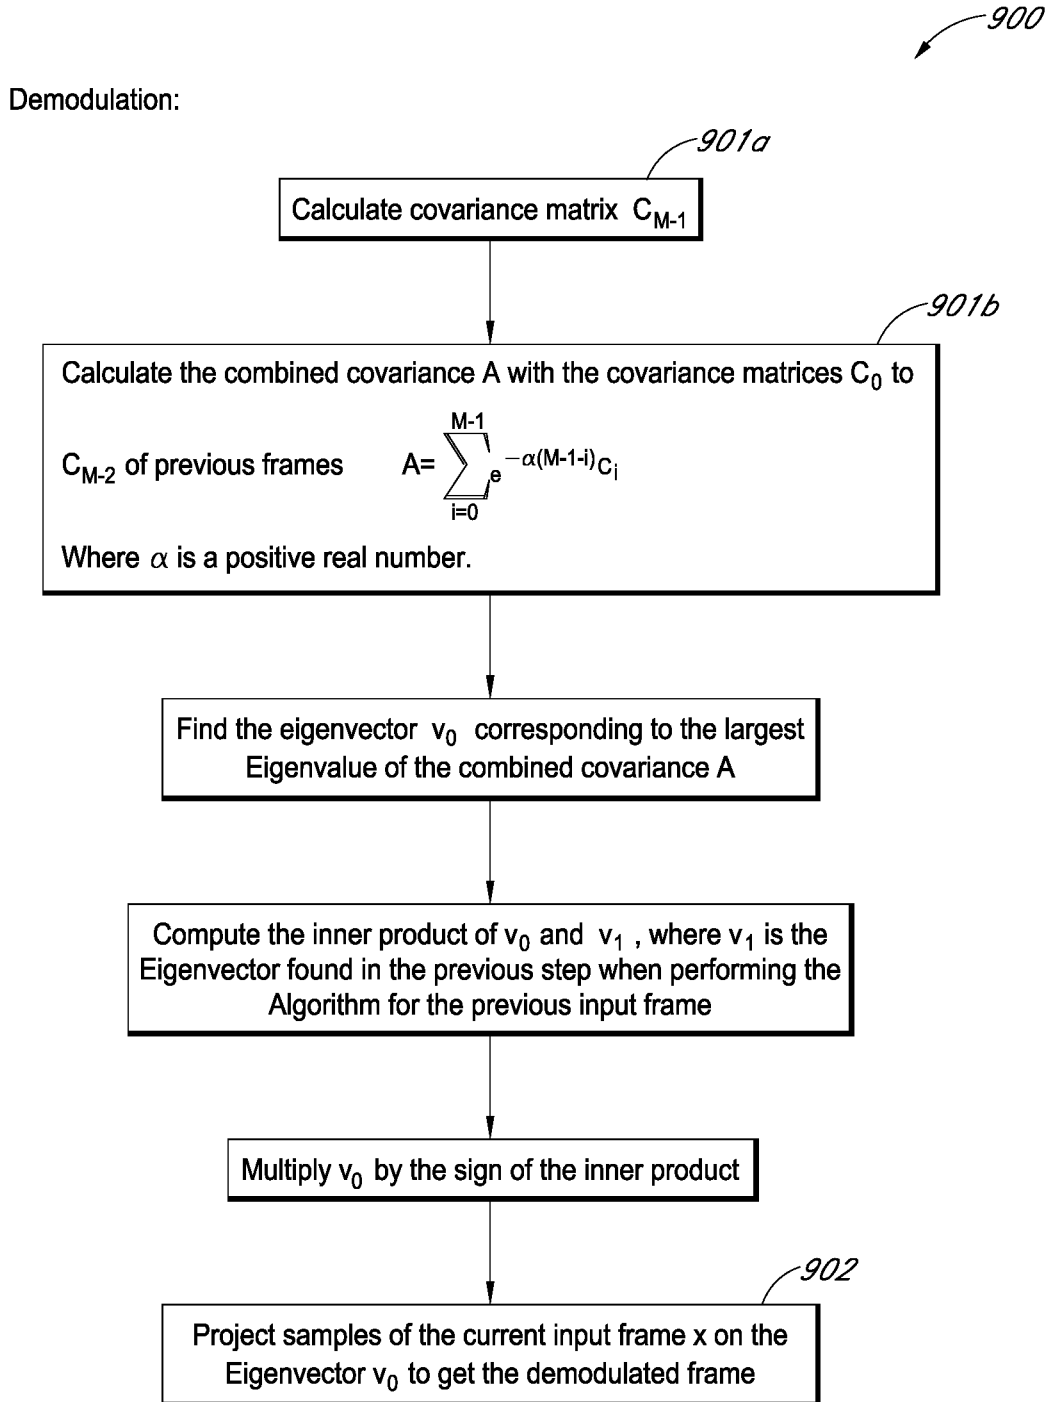 900
Demodulation:
901a
Calculate covariance matrix C_{M-1}
901b
Calculate the combined covariance A with the covariance matrices C_0 to
C_{M-2} of previous frames A= \sum_{i=0}^{M-1} e^{-α(M-1-i)} C_i
Where α is a positive real number.
Find the eigenvector v_0 corresponding to the largest
Eigenvalue of the combined covariance A
Compute the inner product of v_0 and v_1 , where v_1 is the
Eigenvector found in the previous step when performing the
Algorithm for the previous input frame
Multiply v_0 by the sign of the inner product
902
Project samples of the current input frame x on the
Eigenvector v_0 to get the demodulated frame